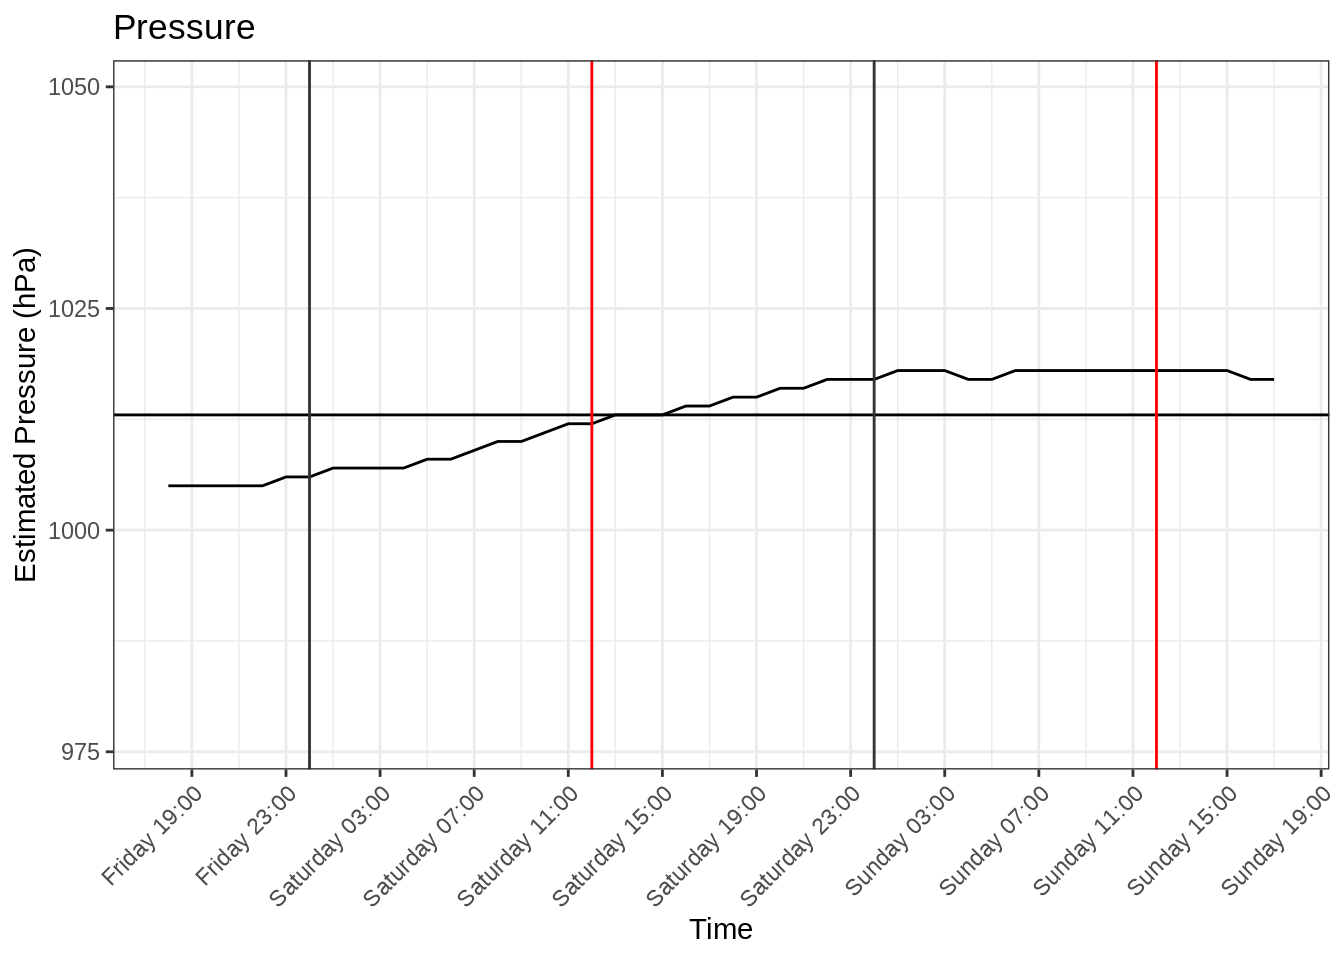 Pressure
Estimated Pressure (hPa)
1050
1025
1000
975
Friday 19:00
Friday 23:00
Saturday 03:00
Saturday 07:00
Saturday 11:00
Saturday 15:00
Saturday 19:00
Saturday 23:00
Sunday 03:00
Sunday 07:00
Sunday 11:00
Sunday 15:00
Sunday 19:00
Time